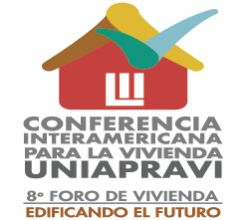 CONFERENCIA
INTERAMERICANA
PARA LA VIVIENDA
UNIAPRAVI
8º FORO DE VIVIENDA
EDIFICANDO EL FUTURO